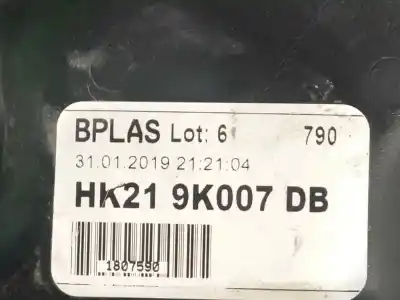 BPLAS Lot: 6 790
31.01.2019 21:21:04
HK21 9K007 DB
1807590